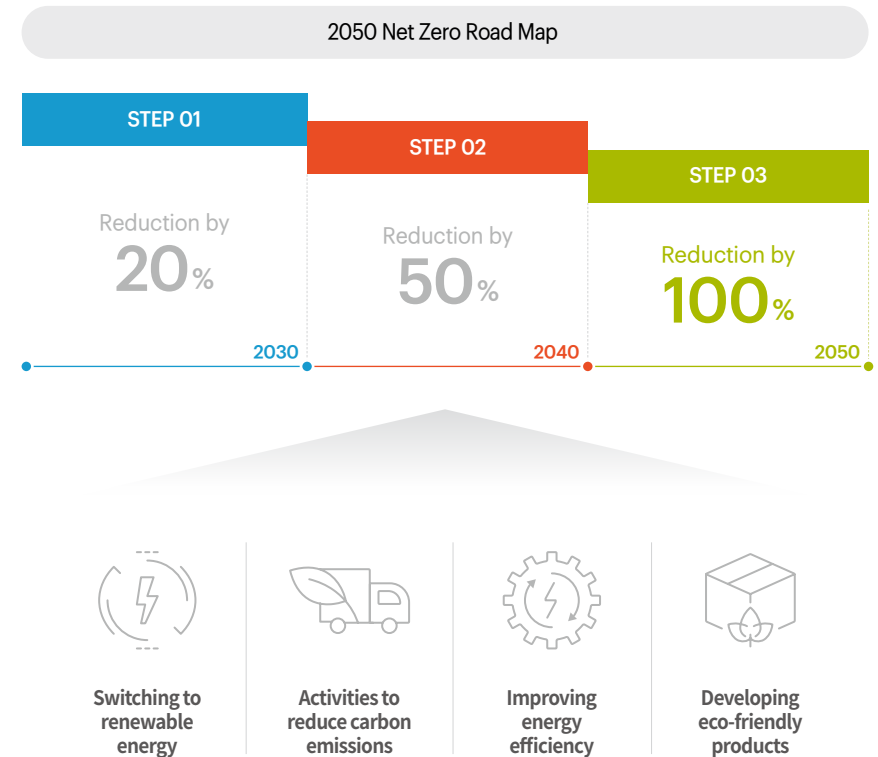 2050 Net Zero Road Map
STEP 01
STEP 02
STEP 03
Reduction by
20%
Reduction by
50%
Reduction by
100%
2030
2040
2050
Switching to
renewable
energy
Activities to
reduce carbon
emissions
Improving
energy
efficiency
Developing
eco-friendly
products